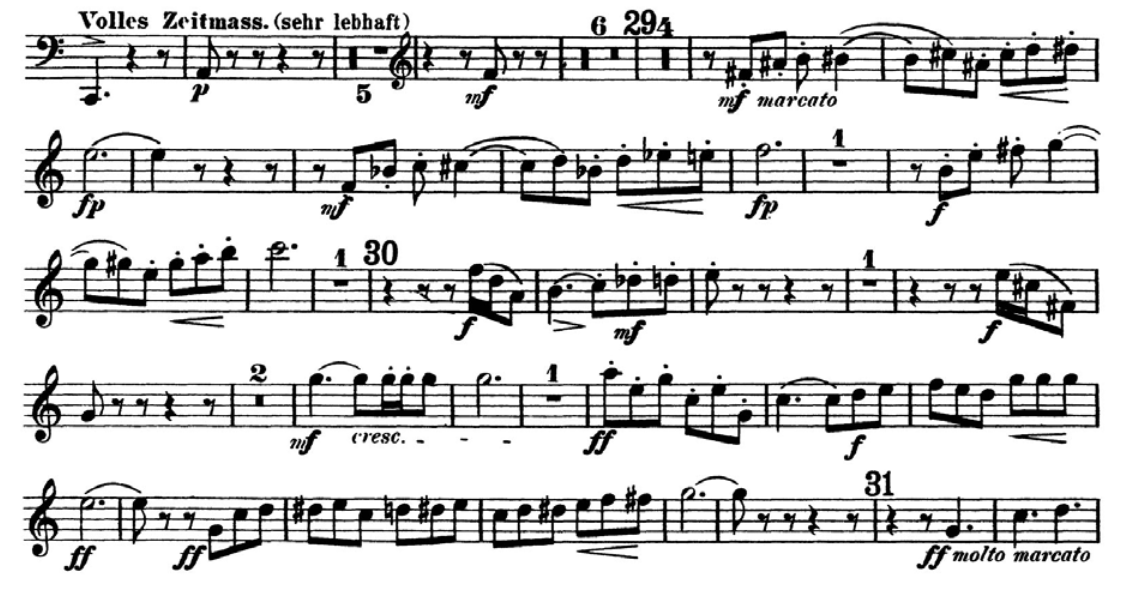 Volles Zeitmass. (sehr lebhaft)
6 29 4
p 5 mf mf marcato
1
fp mf fp f
1 30 1
f mf f
2 1
mf cresc. ff f
31
ff ff ff molto marcato